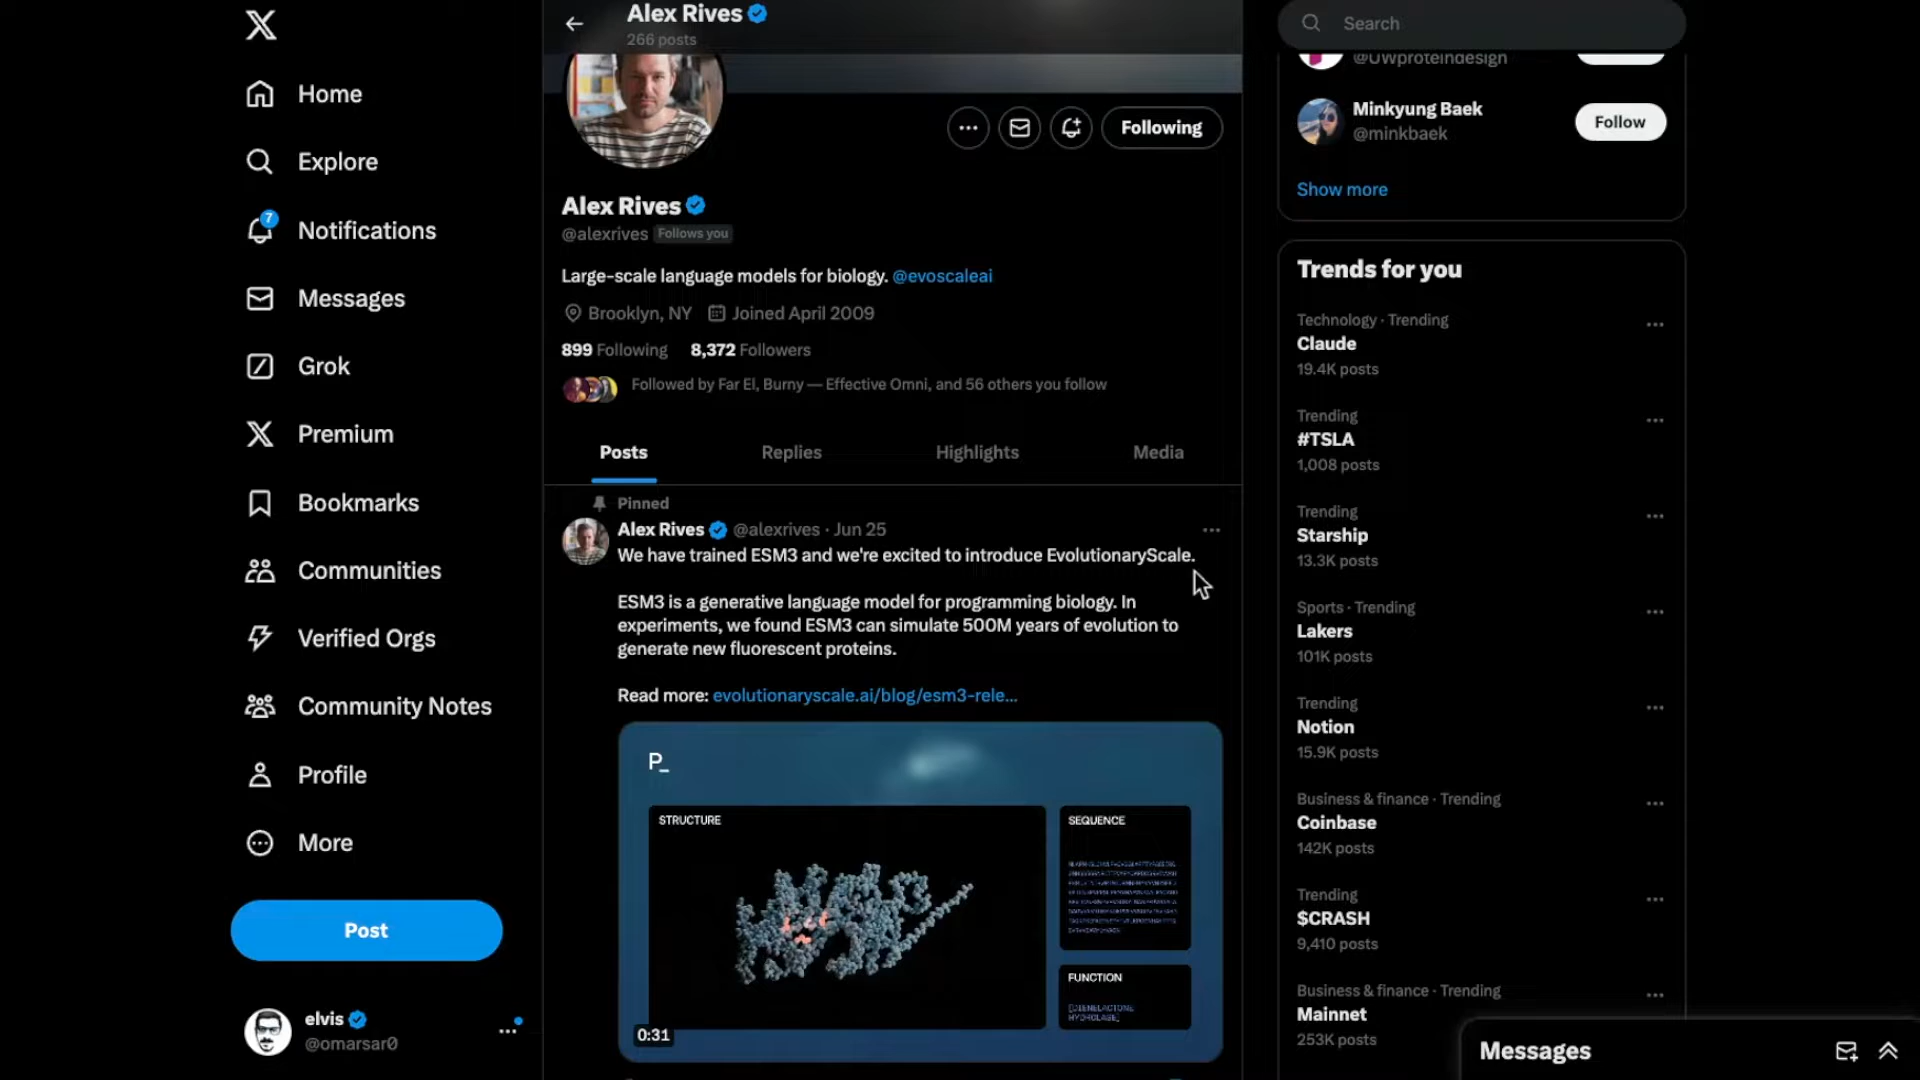 Home
Explore
7
Notifications
Messages
Grok
Premium
Bookmarks
Communities
Verified Orgs
Community Notes
Profile
More
Post
elvis
@omarsar0
Alex Rives
266 posts
Following
Alex Rives
@alexrives Follows you
Large-scale language models for biology. @evoscaleai
Brooklyn, NY Joined April 2009
899 Following 8,372 Followers
Followed by Far El, Burny — Effective Omni, and 56 others you follow
Posts Replies Highlights Media
Pinned
Alex Rives @alexrives · Jun 25
We have trained ESM3 and we're excited to introduce EvolutionaryScale.
ESM3 is a generative language model for programming biology. In
experiments, we found ESM3 can simulate 500M years of evolution to
generate new fluorescent proteins.
Read more: evolutionaryscale.ai/blog/esm3-rele...
P_
STRUCTURE
SEQUENCE
FUNCTION
0:31
Search
@UWproteindesign
Minkyung Baek
@minkbaek
Follow
Show more
Trends for you
Technology · Trending
Claude
19.4K posts
Trending
#TSLA
1,008 posts
Trending
Starship
13.3K posts
Sports · Trending
Lakers
101K posts
Trending
Notion
15.9K posts
Business & finance · Trending
Coinbase
142K posts
Trending
$CRASH
9,410 posts
Business & finance · Trending
Mainnet
253K posts
Messages